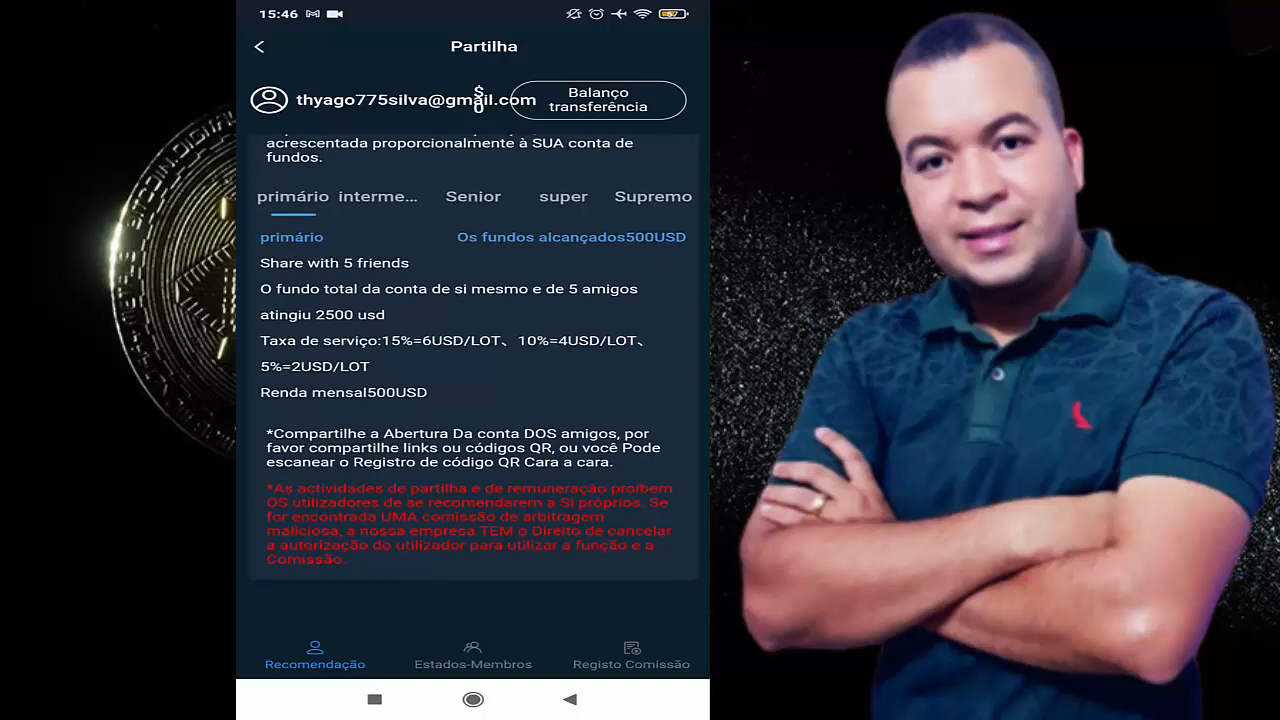 15:46
57
Partilha
thyago775silva@gmail.com
$
0
Balanço
transferência
acrescentada proporcionalmente à SUA conta de
fundos.
primário interme... Senior super Supremo
primário Os fundos alcançados500USD
Share with 5 friends
O fundo total da conta de si mesmo e de 5 amigos
atingiu 2500 usd
Taxa de serviço:15%=6USD/LOT、10%=4USD/LOT、
5%=2USD/LOT
Renda mensal500USD
*Compartilhe a Abertura Da conta DOS amigos, por
favor compartilhe links ou códigos QR, ou você Pode
escanear o Registro de código QR Cara a cara.
*As actividades de partilha e de remuneração proíbem
OS utilizadores de se recomendarem a Si próprios. Se
for encontrada UMA comissão de arbitragem
maliciosa, a nossa empresa TEM o Direito de cancelar
a autorização do utilizador para utilizar a função e a
Comissão.
Recomendação Estados-Membros Registo Comissão